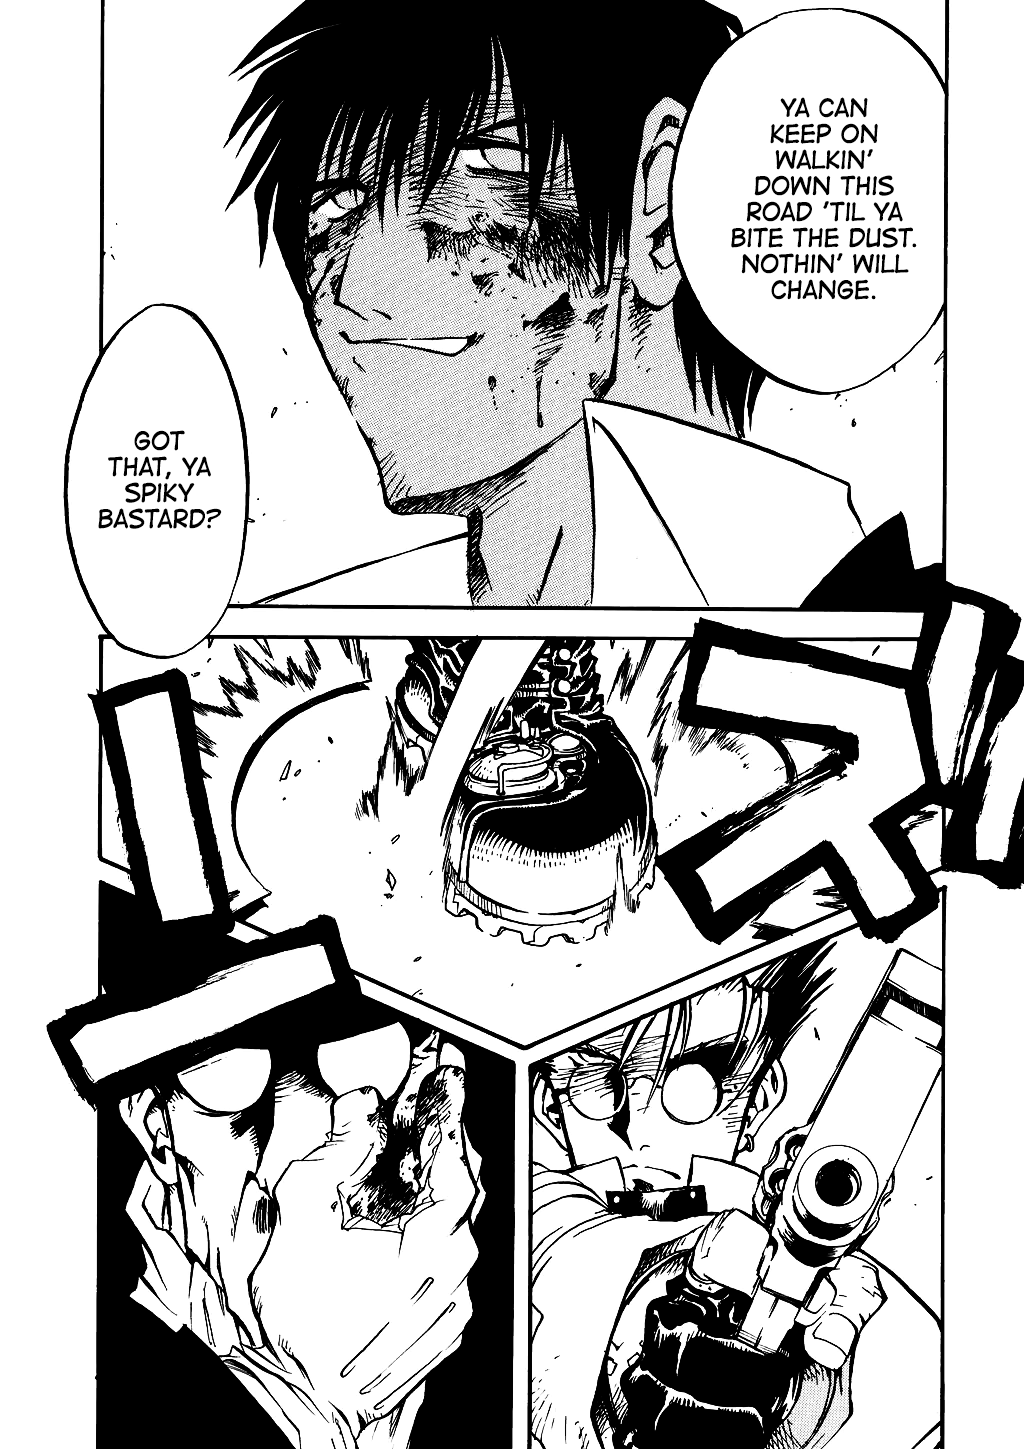 YA CAN
KEEP ON
WALKIN'
DOWN THIS
ROAD 'TIL YA
BITE THE DUST.
NOTHIN' WILL
CHANGE.
GOT
THAT, YA
SPIKY
BASTARD?
ズ